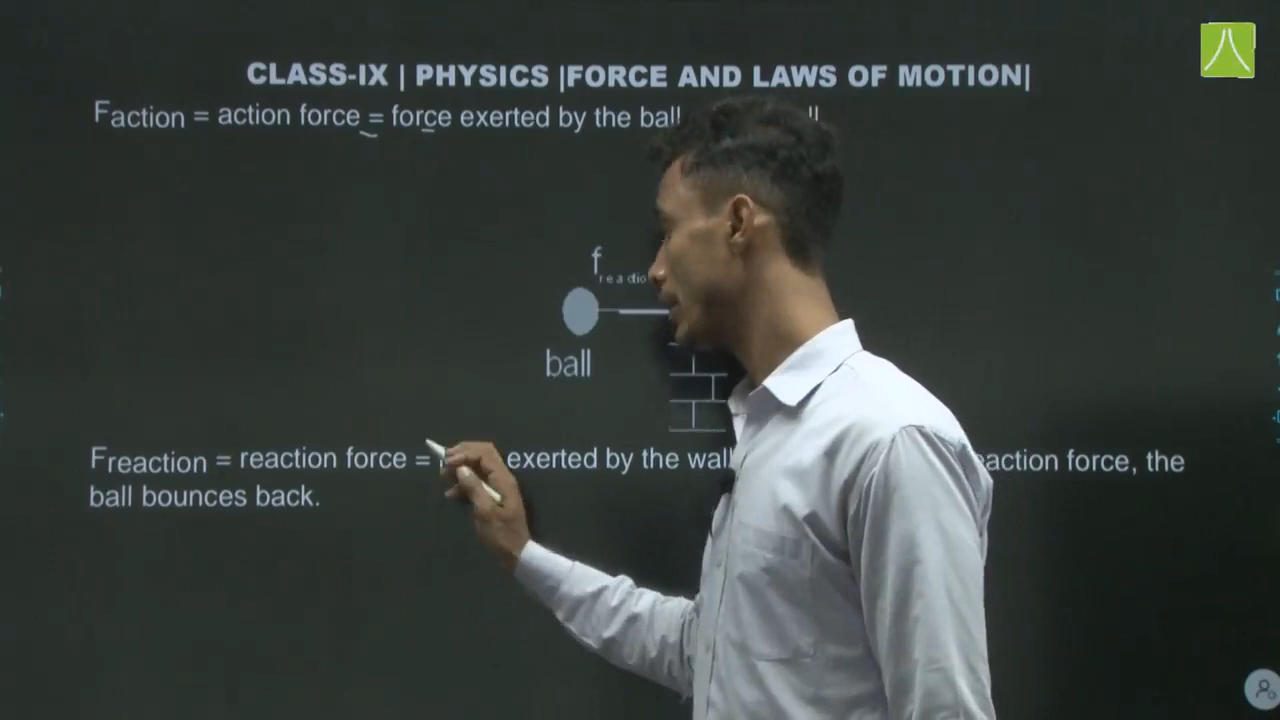 CLASS-IX | PHYSICS |FORCE AND LAWS OF MOTION|
Faction = action force = force exerted by the ball
freactio
ball
Freaction = reaction force = exerted by the wall eaction force, the
ball bounces back.